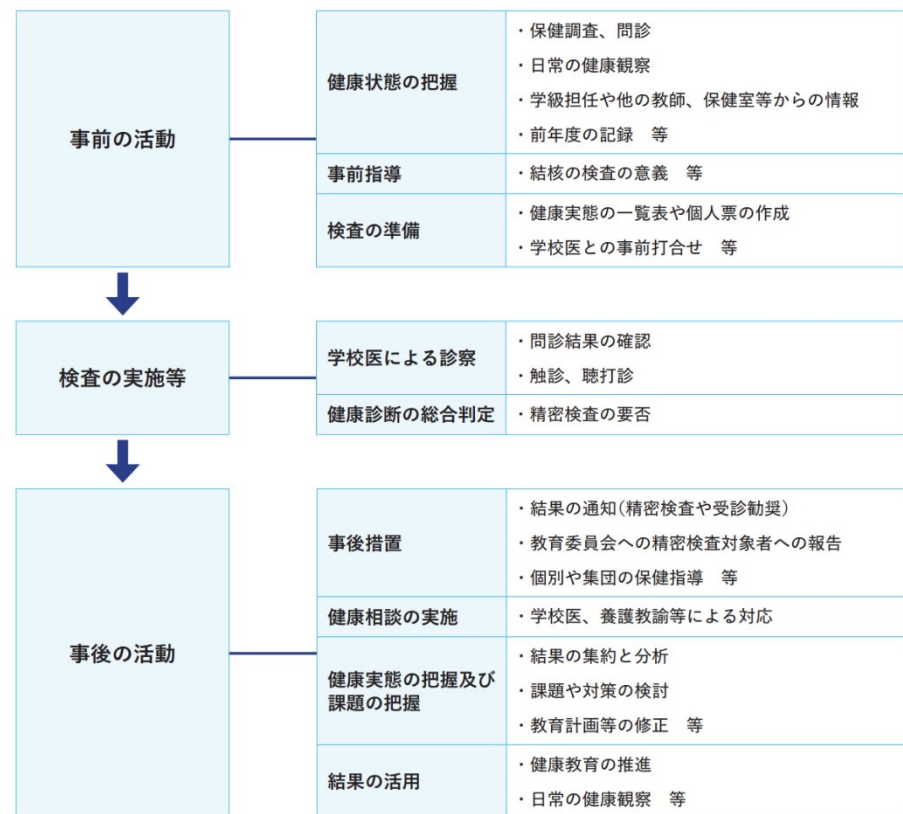 事前の活動
健康状態の把握
・保健調査、問診
・日常の健康観察
・学級担任や他の教師、保健室等からの情報
・前年度の記録　等
事前指導
・結核の検査の意義　等
検査の準備
・健康実態の一覧表や個人票の作成
・学校医との事前打合せ　等
検査の実施等
学校医による診察
・問診結果の確認
・触診、聴打診
健康診断の総合判定
・精密検査の要否
事後の活動
事後措置
・結果の通知（精密検査や受診勧奨）
・教育委員会への精密検査対象者への報告
・個別や集団の保健指導　等
健康相談の実施
・学校医、養護教諭等による対応
健康実態の把握及び
課題の把握
・結果の集約と分析
・課題や対策の検討
・教育計画等の修正　等
結果の活用
・健康教育の推進
・日常の健康観察　等